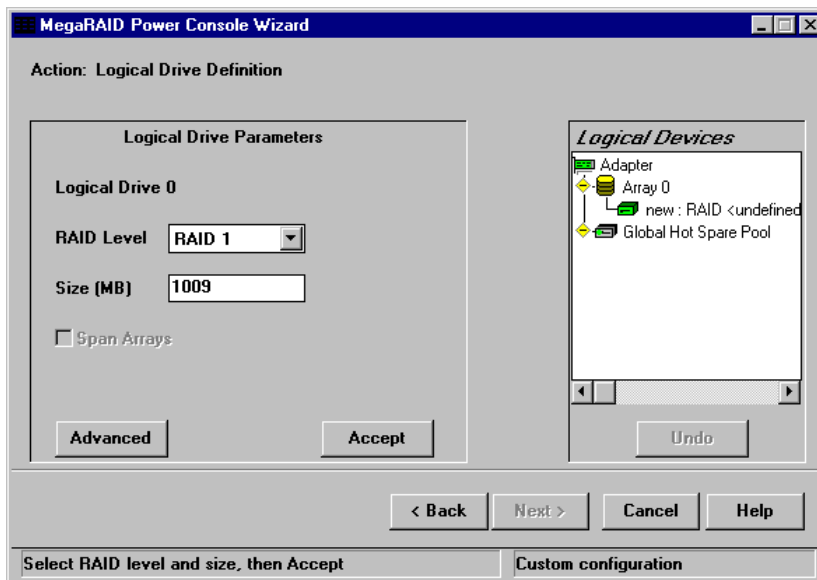 MegaRAID Power Console Wizard
Action: Logical Drive Definition
Logical Drive Parameters
Logical Drive 0
RAID Level RAID 1
Size (MB) 1009
Span Arrays
Advanced Accept
Logical Devices
Adapter
Array 0
new : RAID <undefined
Global Hot Spare Pool
Undo
< Back Next > Cancel Help
Select RAID level and size, then Accept Custom configuration